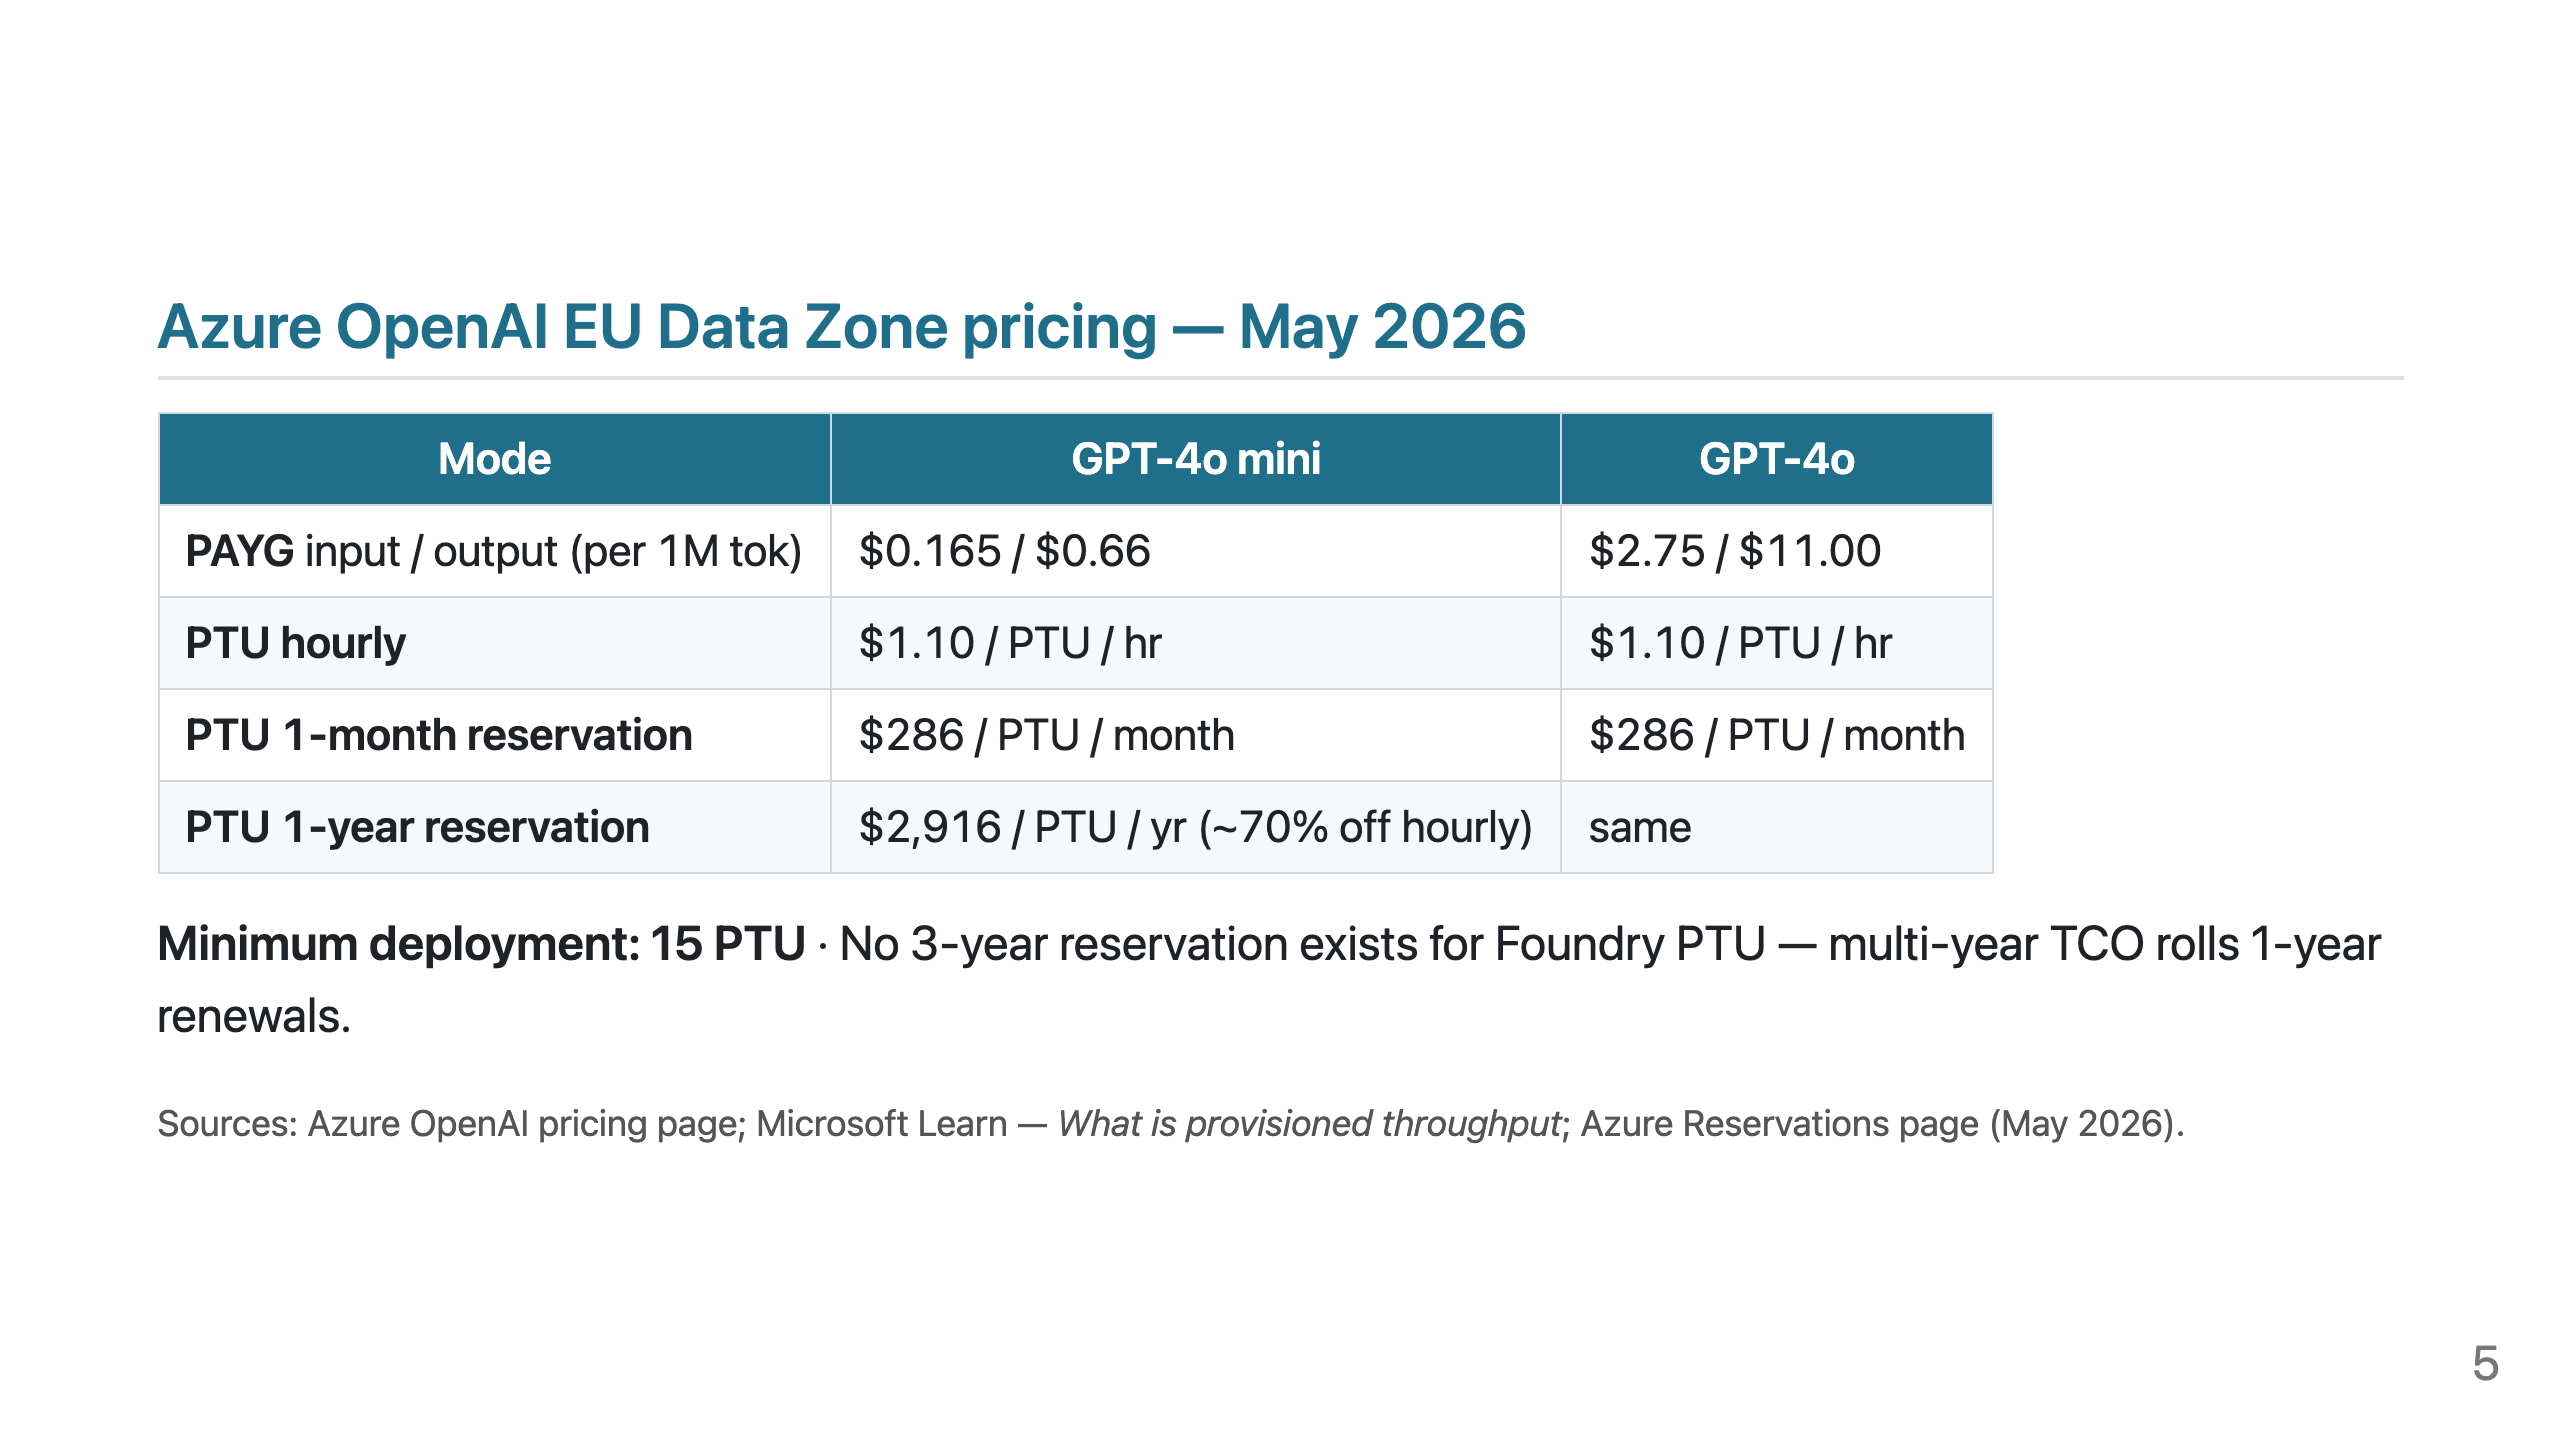 Azure OpenAI EU Data Zone pricing — May 2026
Mode GPT-4o mini GPT-4o
PAYG input / output (per 1M tok) $0.165 / $0.66 $2.75 / $11.00
PTU hourly $1.10 / PTU / hr $1.10 / PTU / hr
PTU 1-month reservation $286 / PTU / month $286 / PTU / month
PTU 1-year reservation $2,916 / PTU / yr (~70% off hourly) same
Minimum deployment: 15 PTU · No 3-year reservation exists for Foundry PTU — multi-year TCO rolls 1-year
renewals.
Sources: Azure OpenAI pricing page; Microsoft Learn — What is provisioned throughput; Azure Reservations page (May 2026).
5